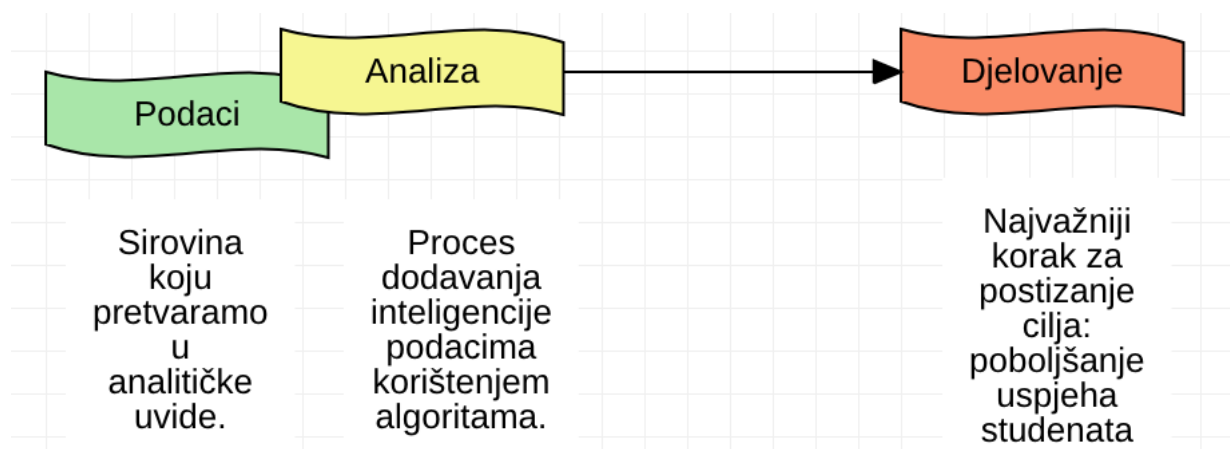 Podaci
Analiza
Djelovanje
Sirovina
koju
pretvaramo
u
analitičke
uvide.
Proces
dodavanja
inteligencije
podacima
korištenjem
algoritama.
Najvažniji
korak za
postizanje
cilja:
poboljšanje
uspjeha
studenata